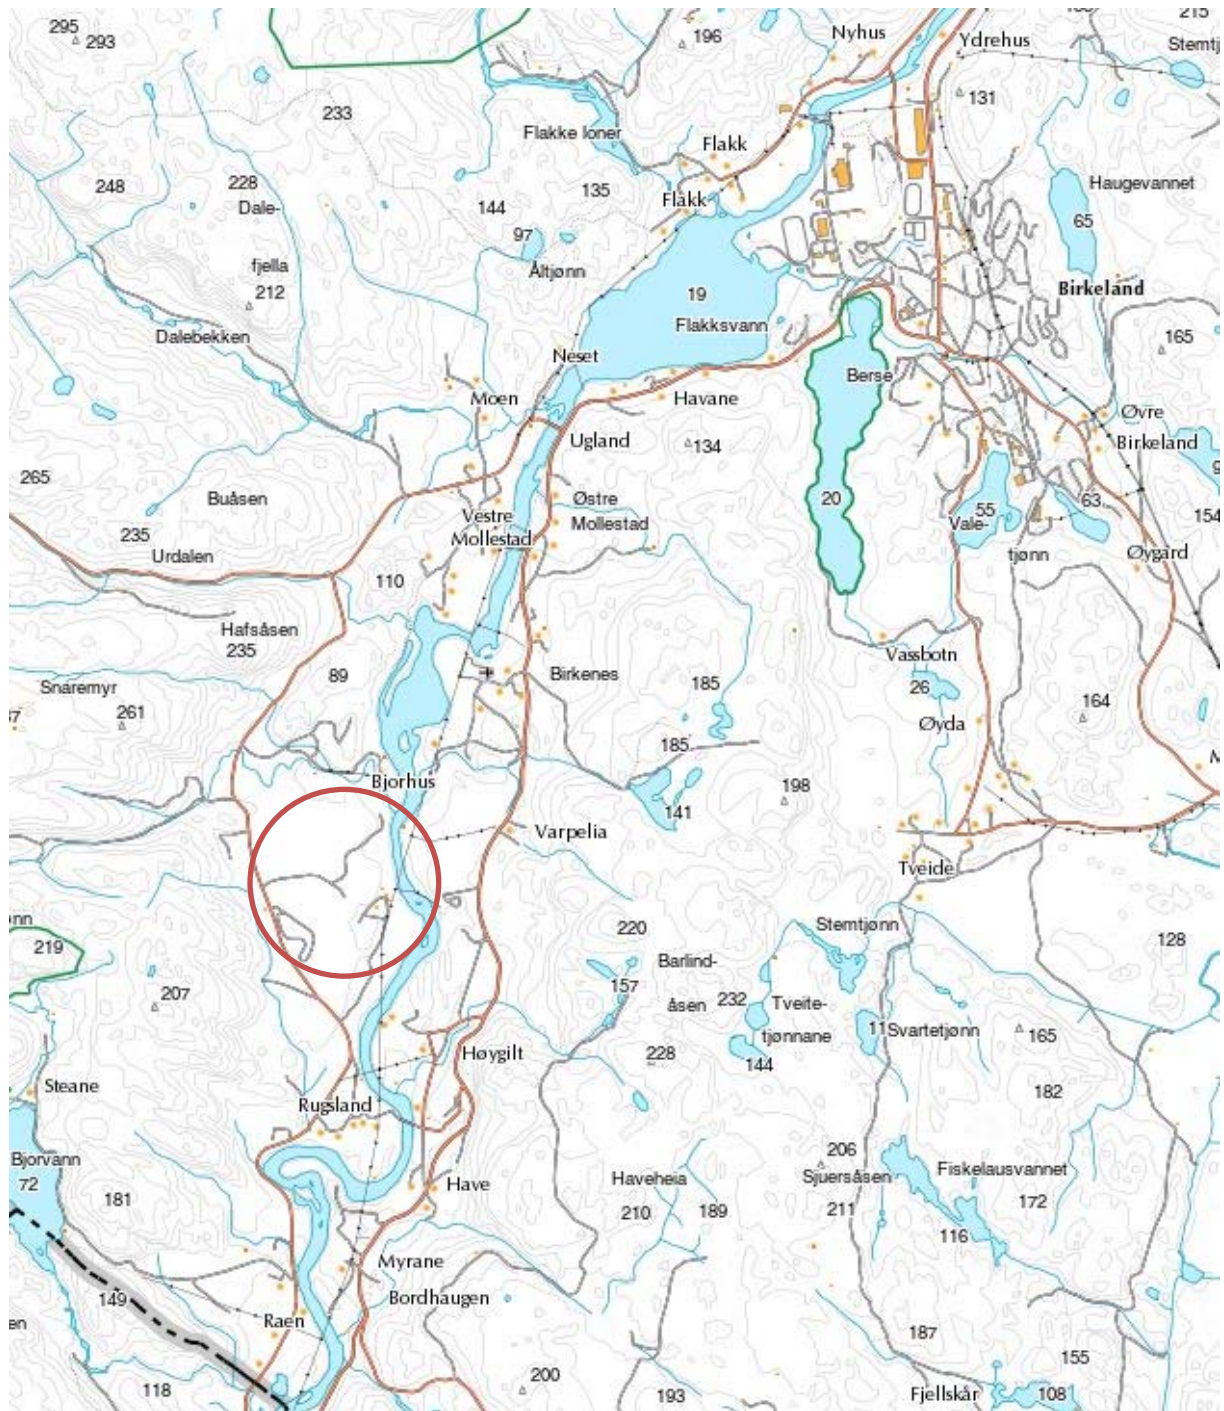 295
293
196
Nyhus
Ydrehus
215
131
233
Flakke loner
Flakk
248
228
Dale-
144
135
Flakk
Haugevannet
65
97
fjella
Åltjønn
212
19
Birkeland
Flakksvann
Dalebekken
165
Neset
Berse
Moen
Havane
Øvre
Ugland
134
Birkeland
265
Buåsen
Østre
20
55
63
154
Vestre
Mollestad
Vale-
235
Mollestad
Urdalen
110
tjønn
Øygard
Hafsåsen
235
Vassbotn
89
Birkenes
185
26
Snaremyr
261
164
Øyda
185
Bjorhus
198
141
Varpelia
Tveide
219
220
Stemtjønn
128
Barlind-
207
157
åsen
232
Tveite-
tjønnane
11
Svartetjønn
165
Høygilt
228
144
Steane
182
Rugsland
206
Bjorvann
Haveheia
Sjuersåsen
Fiskelausvannet
72
181
Have
210
189
211
172
116
Myrane
149
Bordhaugen
Raen
187
155
118
200
193
Fjellskår
108